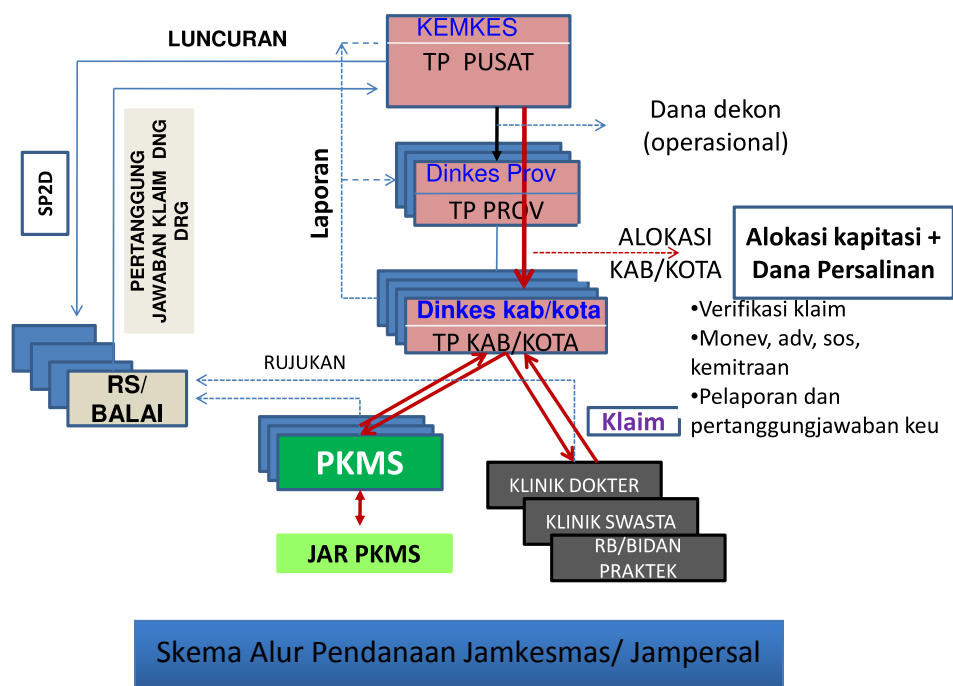 KEMKES
TP PUSAT
LUNCURAN
SP2D
PERTANGGUNG
JAWABAN KLAIM DNG
DRG
Laporan
Dana dekon
(operasional)
Dinkes Prov
TP PROV
ALOKASI
KAB/KOTA
Alokasi kapitasi +
Dana Persalinan
Dinkes kab/kota
TP KAB/KOTA
•Verifikasi klaim
•Monev, adv, sos,
kemitraan
•Pelaporan dan
pertanggungjawaban keu
RUJUKAN
RS/
BALAI
Klaim
PKMS
JAR PKMS
KLINIK DOKTER
KLINIK SWASTA
RB/BIDAN
PRAKTEK
Skema Alur Pendanaan Jamkesmas/ Jampersal